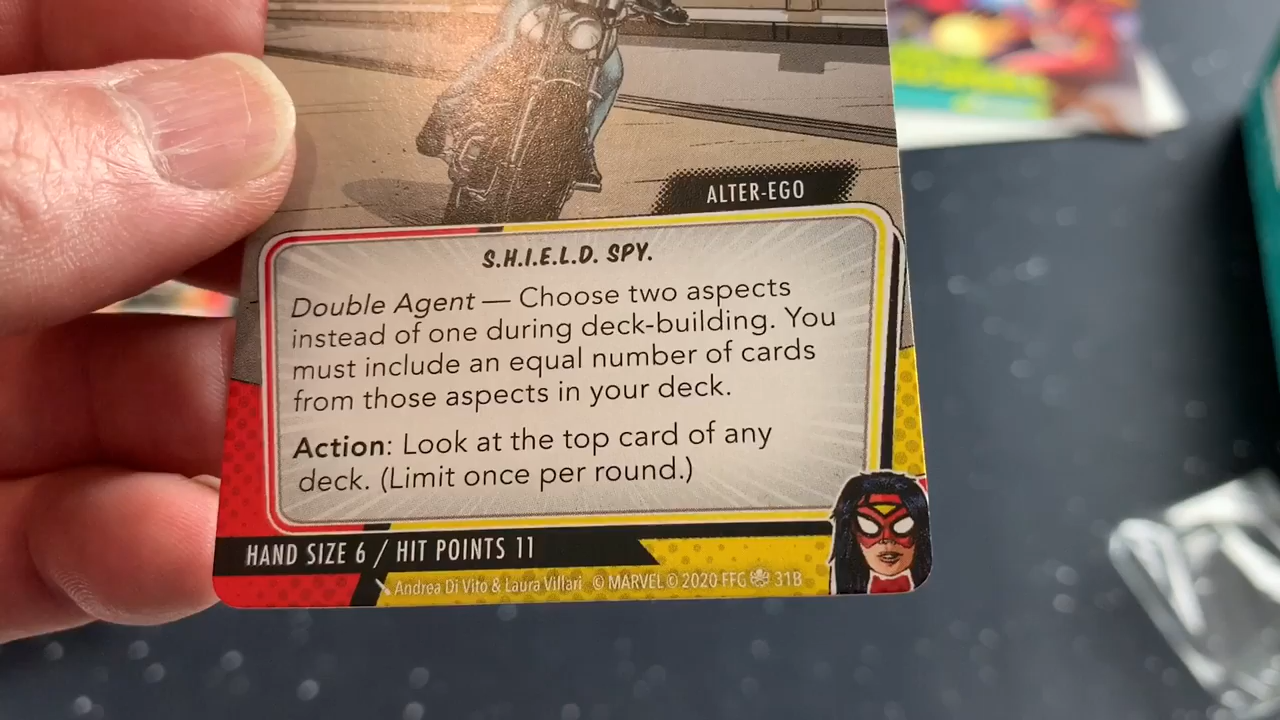 ALTER-EGO
S.H.I.E.L.D. SPY.
Double Agent — Choose two aspects
instead of one during deck-building. You
must include an equal number of cards
from those aspects in your deck.
Action: Look at the top card of any
deck. (Limit once per round.)
HAND SIZE 6 / HIT POINTS 11
Andrea Di Vito & Laura Villari © MARVEL © 2020 FFG 31B